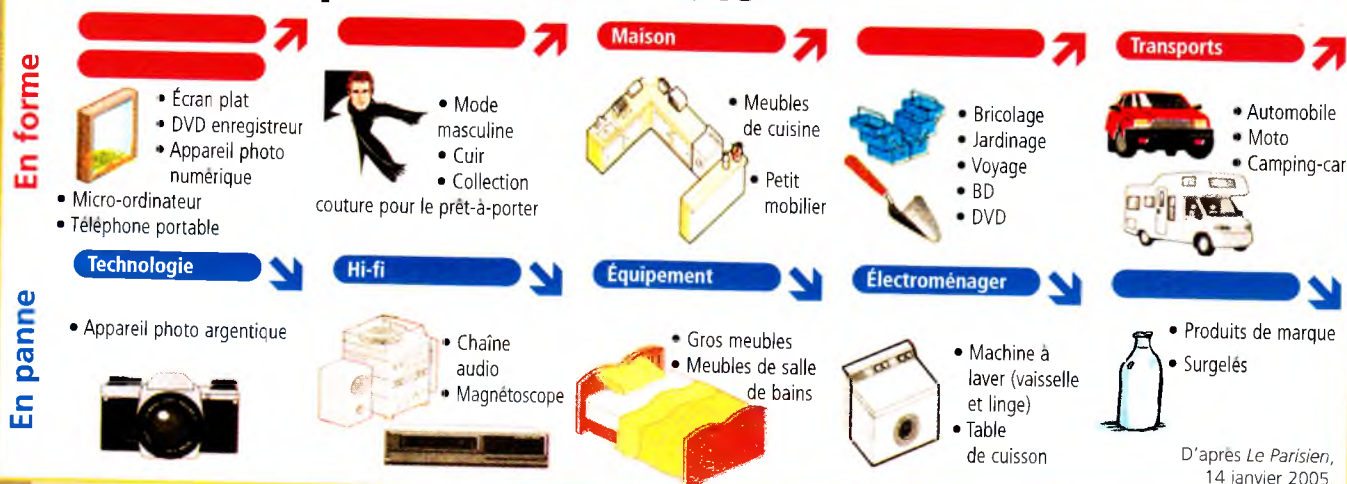 En forme
• Écran plat
• DVD enregistreur
• Appareil photo
numérique
• Micro-ordinateur
• Téléphone portable
• Mode
masculine
• Cuir
• Collection
couture pour le prêt-à-porter
Maison
• Meubles
de cuisine
• Petit
mobilier
• Bricolage
• Jardinage
• Voyage
• BD
• DVD
Transports
• Automobile
• Moto
• Camping-car
En panne
Technologie
• Appareil photo argentique
Hi-fi
• Chaîne
audio
• Magnétoscope
Équipement
• Gros meubles
• Meubles de salle
de bains
Électroménager
• Machine à
laver (vaisselle
et linge)
• Table
de cuisson
• Produits de marque
• Surgelés
D'après Le Parisien,
14 janvier 2005.